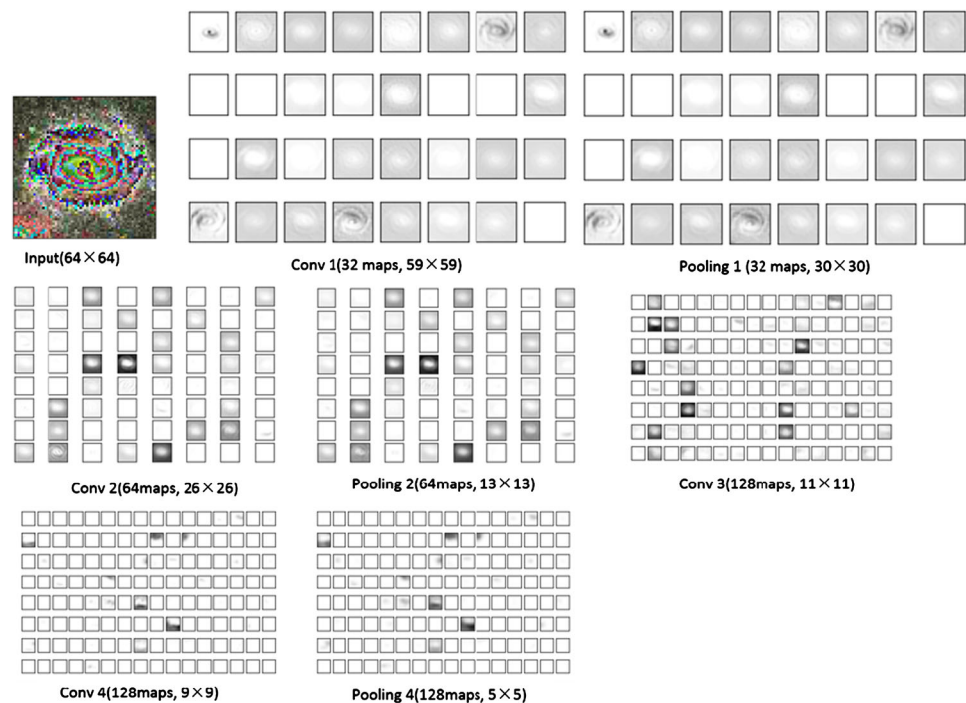 Input(64×64)
Conv 1(32 maps, 59×59)
Pooling 1 (32 maps, 30×30)
Conv 2(64maps, 26×26)
Pooling 2(64maps, 13×13)
Conv 3(128maps, 11×11)
Conv 4(128maps, 9×9)
Pooling 4(128maps, 5×5)